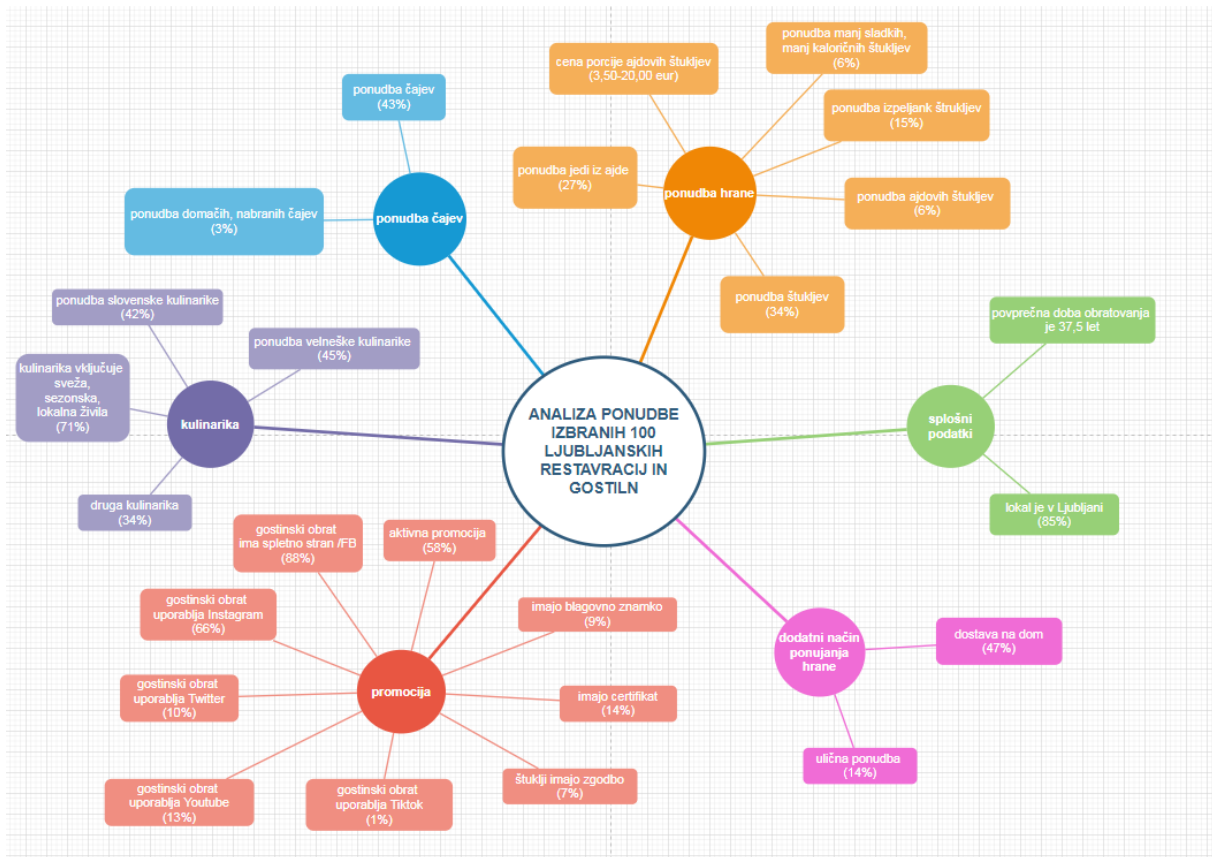 ponudba manj sladkih,
manj kaloričnih štukljev
(6%)
cena porcije ajdovih štukljev
(3,50-20,00 eur)
ponudba čajev
(43%)
ponudba izpeljank štrukljev
(15%)
ponudba jedi iz ajde
(27%)
ponudba hrane
ponudba ajdovih štukljev
(6%)
ponudba domačih, nabranih čajev
(3%)
ponudba čajev
ponudba štukljev
(34%)
ponudba slovenske kulinarike
(42%)
ponudba velneške kulinarike
(45%)
povprečna doba obratovanja
je 37,5 let
kulinarika vključuje
sveža,
sezonska,
lokalna živila
(71%)
kulinarika
ANALIZA PONUDBE
IZBRANIH 100
LJUBLJANSKIH
RESTAVRACIJ IN
GOSTILN
splošni
podatki
druga kulinarika
(34%)
lokal je v Ljubljani
(85%)
gostinski obrat
ima spletno stran /FB
(88%)
aktivna promocija
(58%)
gostinski obrat
uporablja Instagram
(66%)
imajo blagovno znamko
(9%)
dodatni način
ponujanja
hrane
dostava na dom
(47%)
gostinski obrat
uporablja Twitter
(10%)
promocija
imajo certifikat
(14%)
ulična ponudba
(14%)
gostinski obrat
uporablja Youtube
(13%)
gostinski obrat
uporablja Tiktok
(1%)
štuklji imajo zgodbo
(7%)